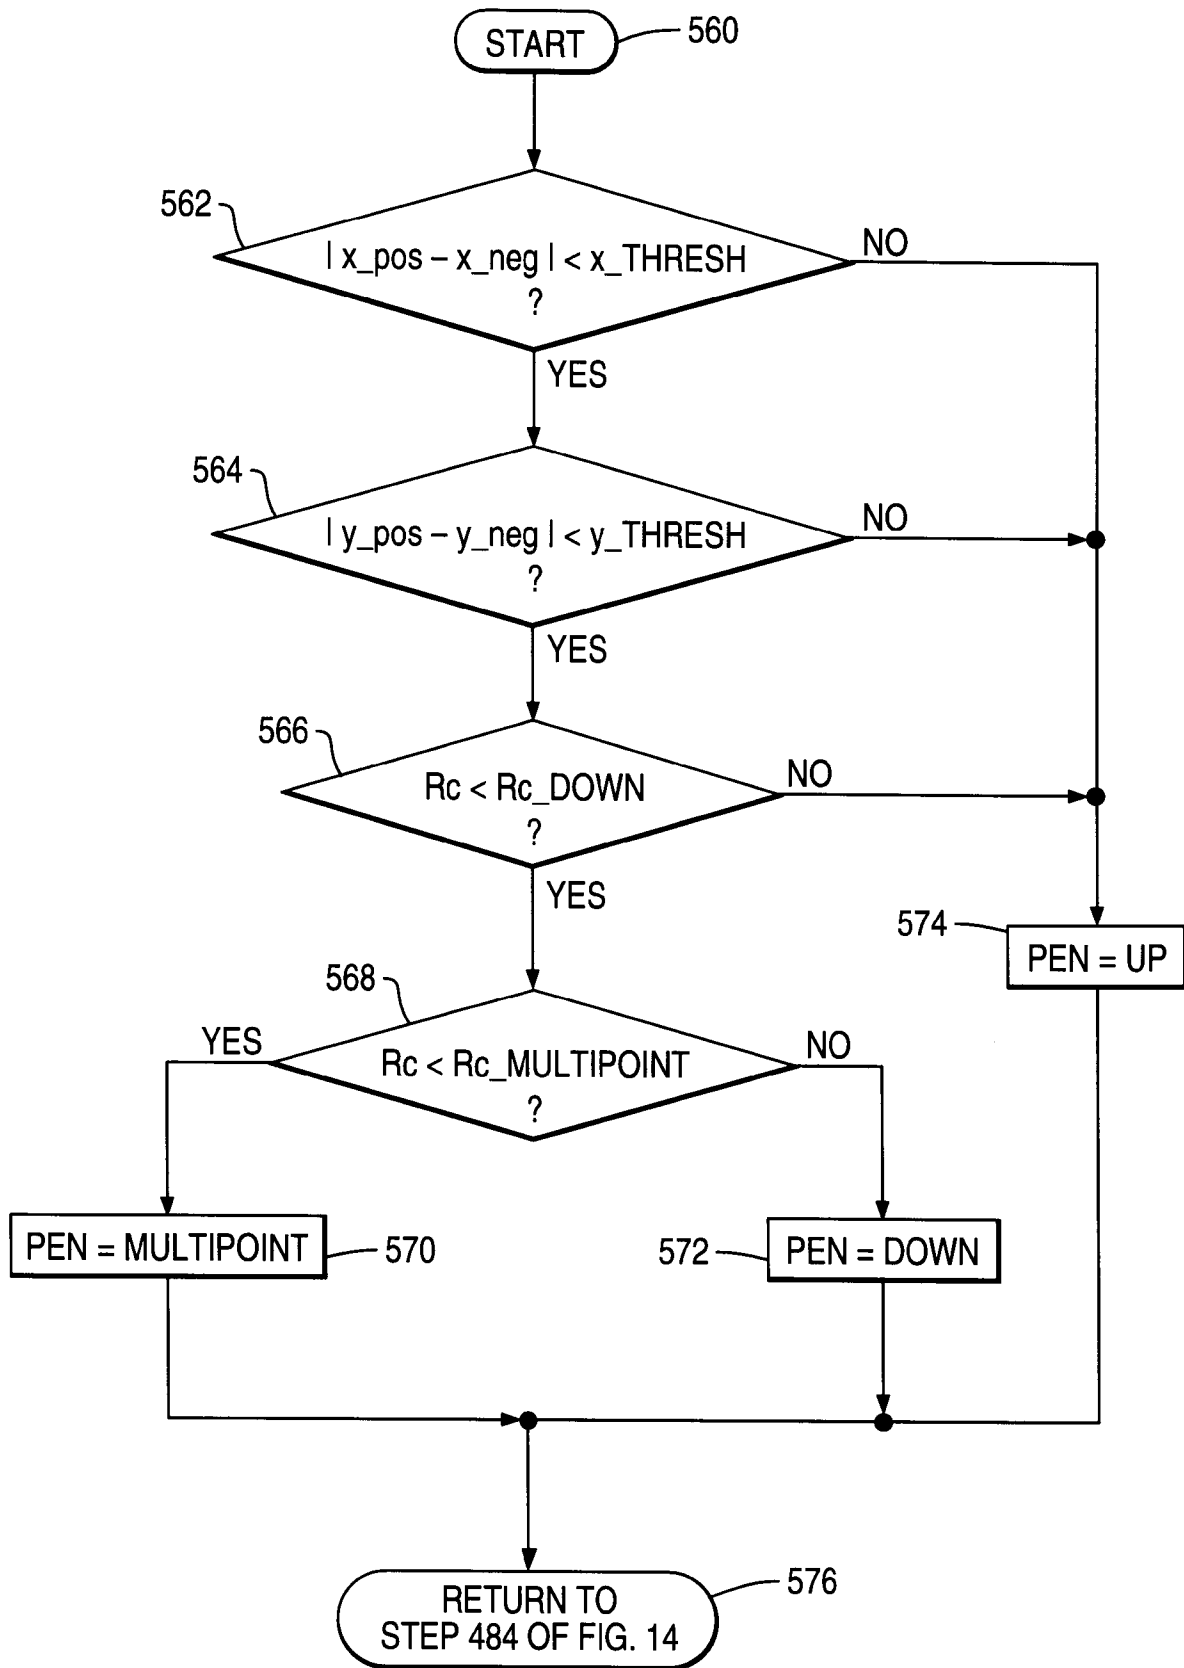 START
560
562
| x_pos – x_neg | < x_THRESH
?
NO
YES
564
| y_pos – y_neg | < y_THRESH
?
NO
YES
566
Rc < Rc_DOWN
?
NO
YES
574
PEN = UP
568
YES
Rc < Rc_MULTIPOINT
?
NO
PEN = MULTIPOINT
570
572
PEN = DOWN
RETURN TO
STEP 484 OF FIG. 14
576